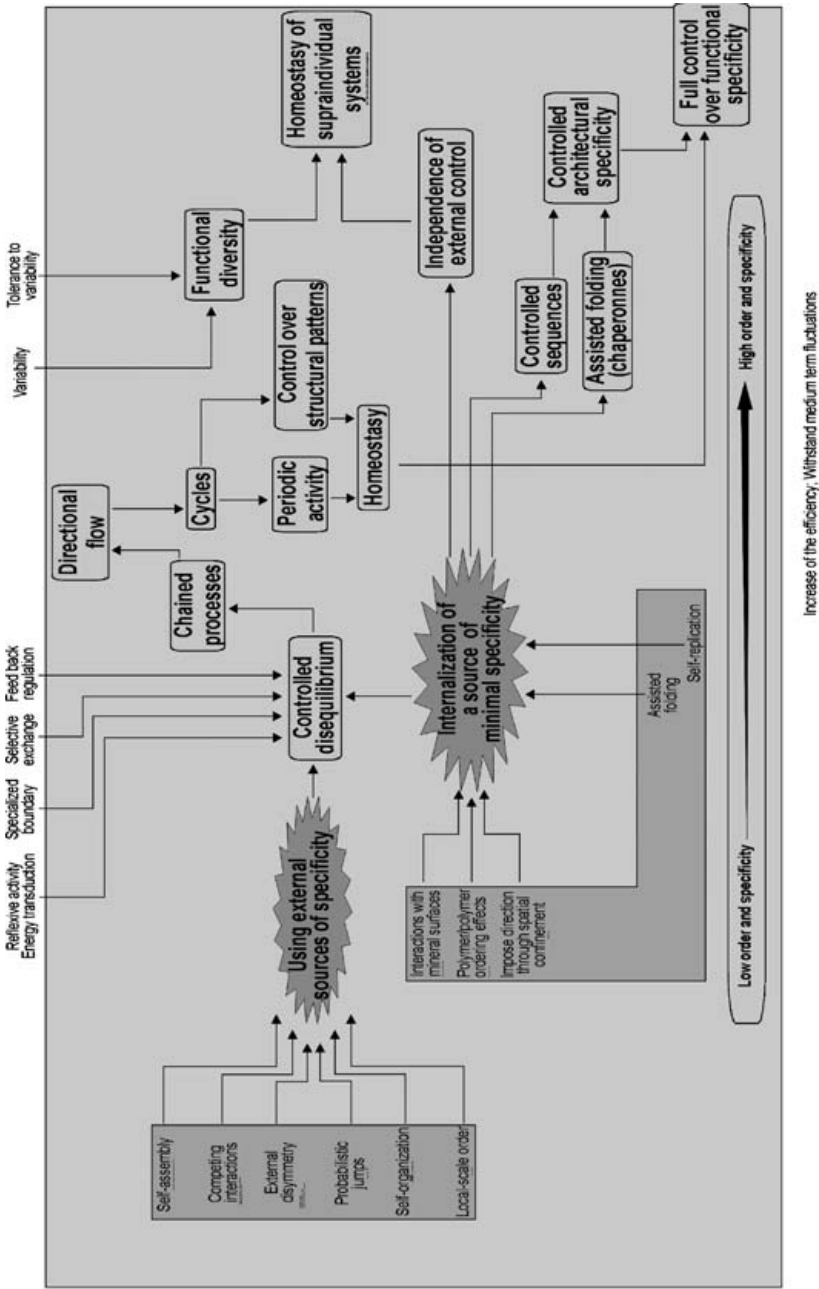 Reflexive activity
Energy transduction
Specialized
boundary
Selective
exchange
Feed back
regulation
Variability
Tolerance to
variability
Self-assembly
Competing
interactions
External
disymmetry
Probabilistic
jumps
Self-organization
Local-scale order
Using external
sources of specificity
Controlled
disequilibrium
Chained
processes
Directional
flow
Cycles
Periodic
activity
Control over
structural patterns
Homeostasy
Functional
diversity
Homeostasy of
supraindividual
systems
Interactions with
mineral surfaces
Polymer/polymer
ordering effects
Impose direction
through spatial
confinement
Internalization of
a source of
minimal specificity
Assisted
folding
Self-replication
Independence of
external control
Controlled
sequences
Assisted folding
(chaperonnes)
Controlled
architectural
specificity
Full control
over functional
specificity
Low order and specificity
High order and specificity
Increase of the efficiency; Withstand medium term fluctuations